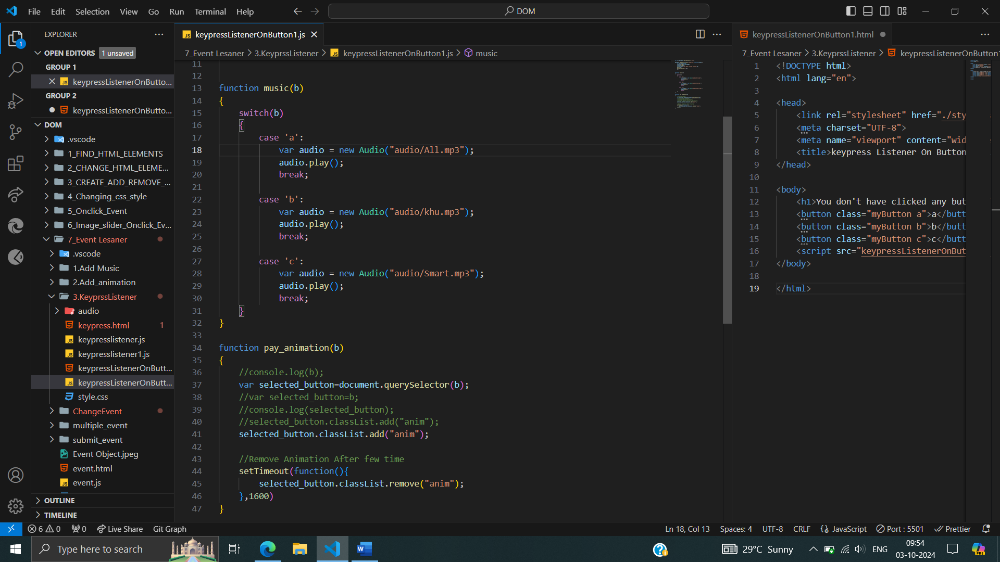 File Edit Selection View Go Run Terminal Help
DOM
EXPLORER
OPEN EDITORS 1 unsaved
GROUP 1
keypressListenerOnButto...
GROUP 2
keypressListenerOnButto...
DOM
.vscode
1_FIND_HTML_ELEMENTS
2_CHANGE_HTML_ELEME...
3_CREATE_ADD_REMOVE_...
4_Changing_css_style
5_Onclick_Event
6_Image_slider_Onclick_Ev...
7_Event Lesaner
.vscode
1.Add Music
2.Add_animation
3.KeyprssListener
audio
keypress.html 1
keypresslistener.js
keypresslistener1.js
keypressListenerOnButt...
keypressListenerOnButt...
style.css
ChangeEvent
multiple_event
submit_event
Event Object.jpeg
event.html
event.js
OUTLINE
TIMELINE
keypressListenerOnButton1.js
7_Event Lesaner > 3.KeyprssListener > keypressListenerOnButton1.js > music
11
12
13 function music(b)
14 {
15 switch(b)
16 {
17 case 'a':
18 var audio = new Audio("audio/All.mp3");
19 audio.play();
20 break;
21
22 case 'b':
23 var audio = new Audio("audio/khu.mp3");
24 audio.play();
25 break;
26
27 case 'c':
28 var audio = new Audio("audio/Smart.mp3");
29 audio.play();
30 break;
31 }
32 }
33
34 function pay_animation(b)
35 {
36 //console.log(b);
37 var selected_button=document.querySelector(b);
38 //var selected_button=b;
39 //console.log(selected_button);
40 //selected_button.classList.add("anim");
41 selected_button.classList.add("anim");
42
43 //Remove Animation After few time
44 setTimeout(function(){
45 selected_button.classList.remove("anim");
46 },1600)
47 }
keypressListenerOnButton1.html
7_Event Lesaner > 3.KeyprssListener > keypressListenerOnButton1
1 <!DOCTYPE html>
2 <html lang="en">
3
4 <head>
5 <link rel="stylesheet" href="./sty
6 <meta charset="UTF-8">
7 <meta name="viewport" content="wid
8 <title>keypress Listener On Button
9 </head>
10
11 <body>
12 <h1>You don't have clicked any but
13 <button class="myButton a">a</butt
14 <button class="myButton b">b</butt
15 <button class="myButton c">c</butt
16 <script src="keypressListenerOnBut
17 </body>
18
19 </html>
6 0 0 Live Share Git Graph
Ln 18, Col 13 Spaces: 4 UTF-8 CRLF JavaScript Port : 5501 Prettier
Type here to search
29°C Sunny ENG
09:54
03-10-2024
PRE